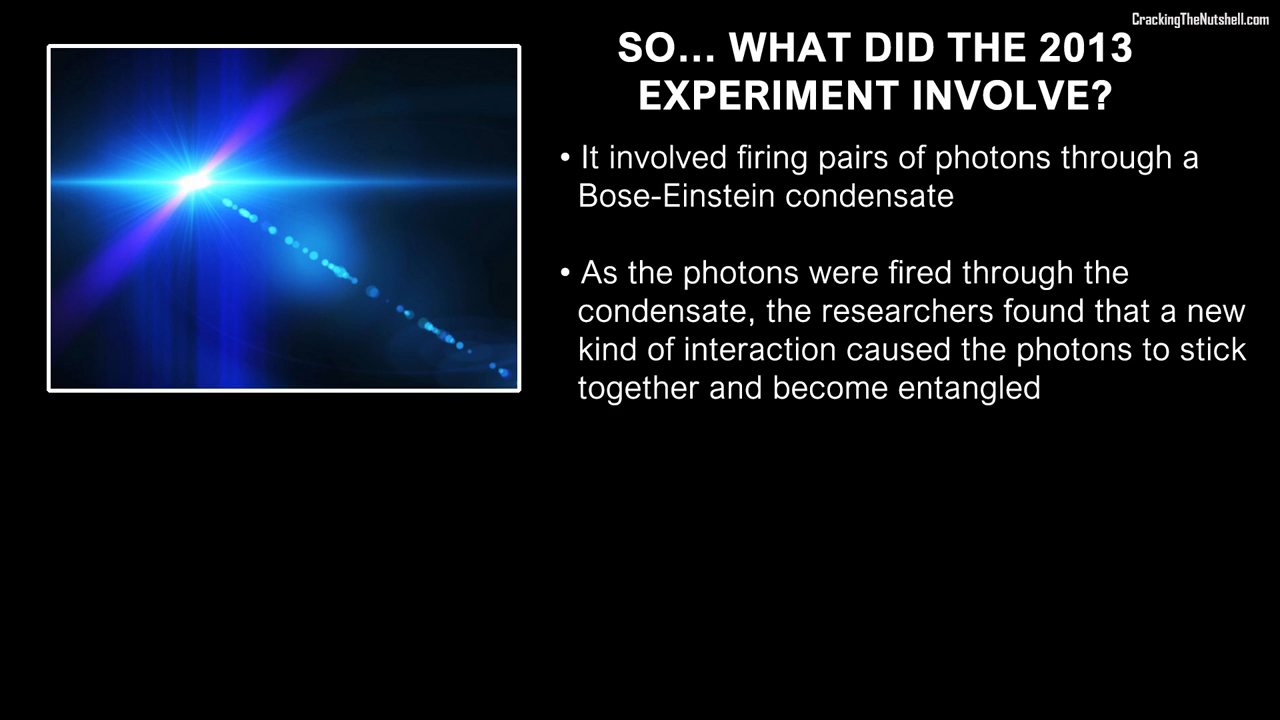 CrackingTheNutshell.com
SO... WHAT DID THE 2013
EXPERIMENT INVOLVE?
• It involved firing pairs of photons through a
Bose-Einstein condensate
• As the photons were fired through the
condensate, the researchers found that a new
kind of interaction caused the photons to stick
together and become entangled